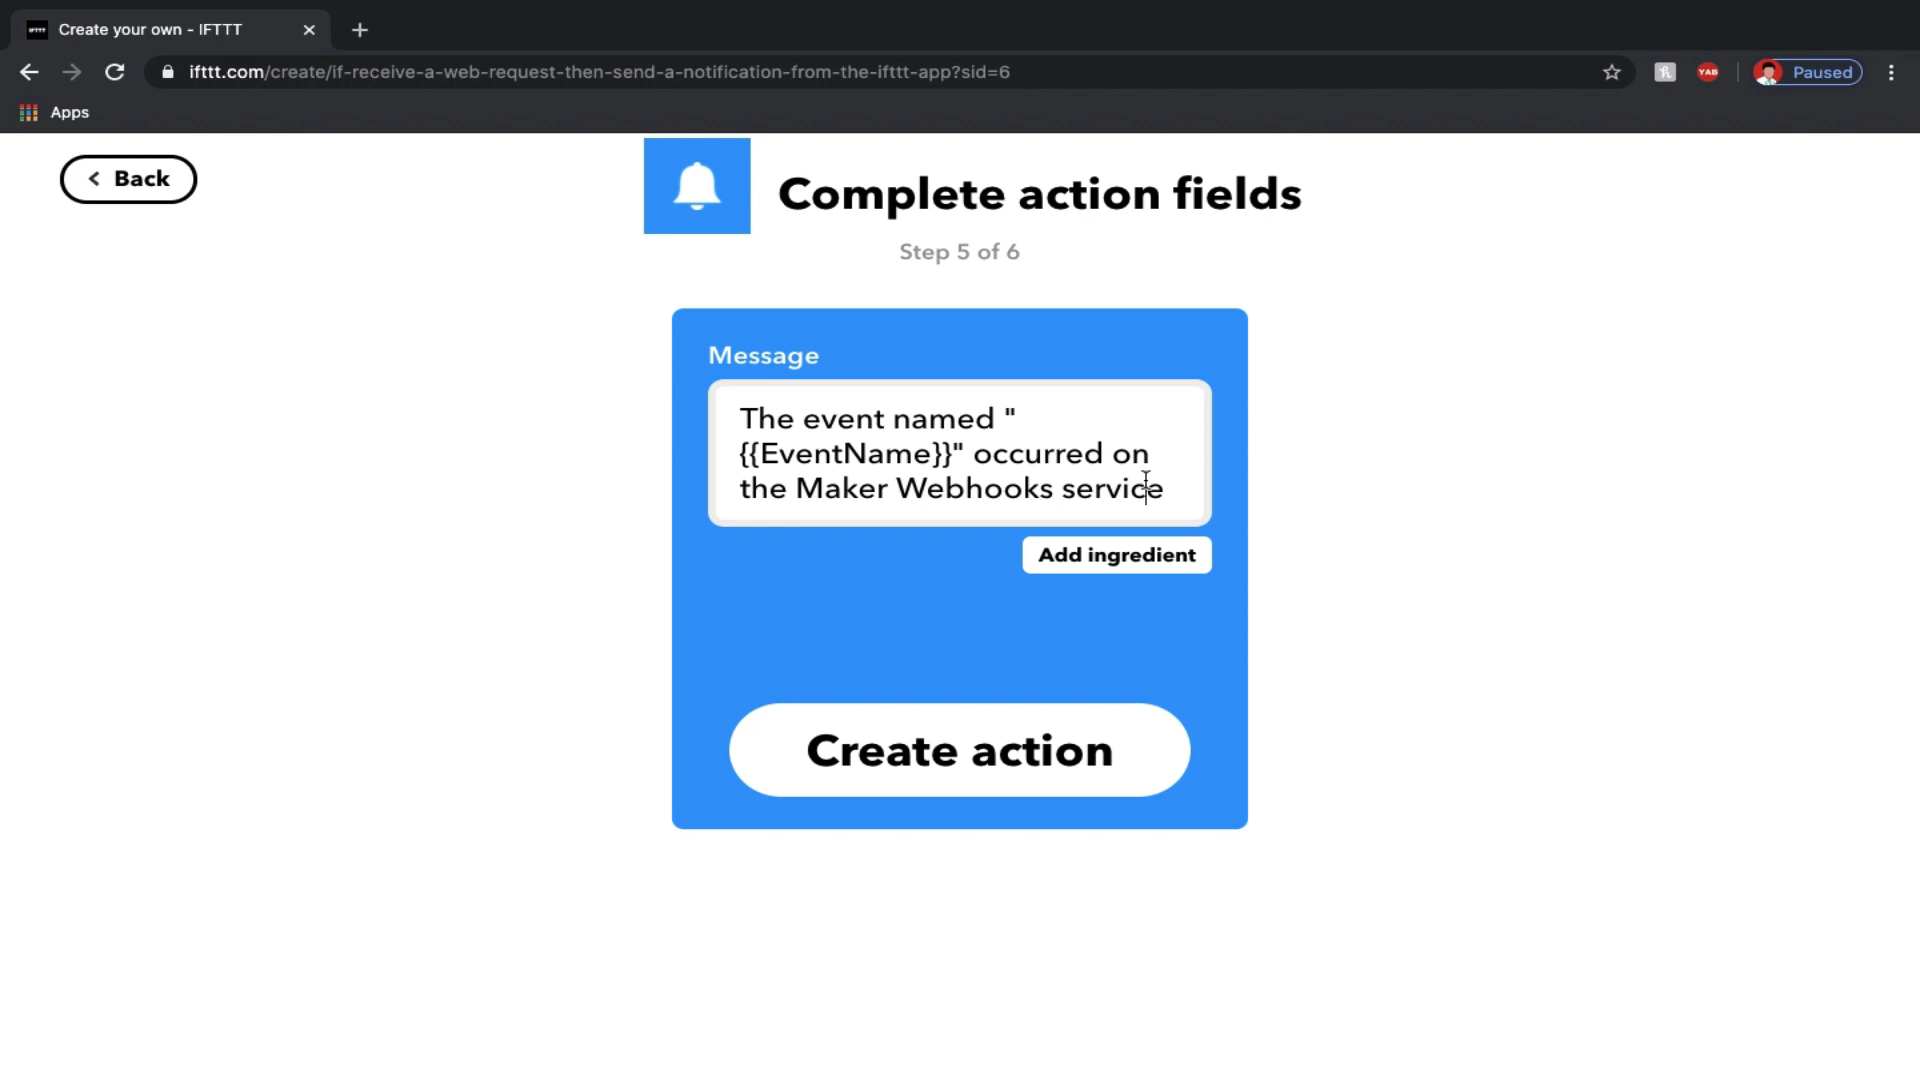 Create your own - IFTTT
ifttt.com/create/if-receive-a-web-request-then-send-a-notification-from-the-ifttt-app?sid=6
YAB
Paused
Apps
Back
Complete action fields
Step 5 of 6
Message
The event named "
{{EventName}}" occurred on
the Maker Webhooks service
Add ingredient
Create action